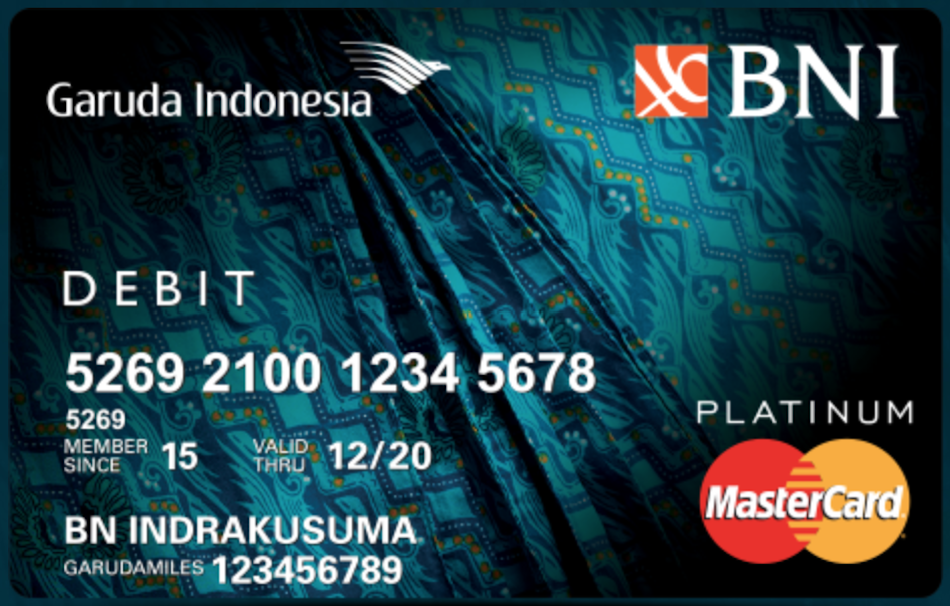 Garuda Indonesia
BNI
DEBIT
5269 2100 1234 5678
5269
MEMBER SINCE 15 VALID THRU 12/20
BN INDRAKUSUMA
GARUDAMILES 123456789
PLATINUM
MasterCard